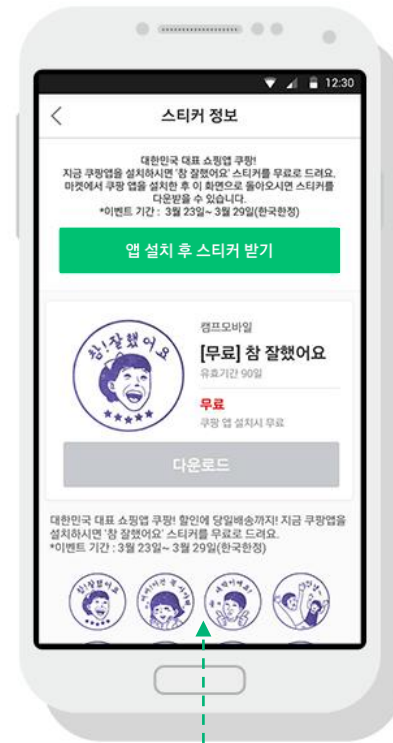 12:30
스티커 정보
대한민국 대표 쇼핑앱 쿠팡!
지금 쿠팡앱을 설치하시면 '참 잘했어요' 스티커를 무료로 드려요.
마켓에서 쿠팡 앱을 설치한 후 이 화면으로 돌아오시면 스티커를
다운받을 수 있습니다.
*이벤트 기간 : 3월 23일~ 3월 29일(한국한정)
앱 설치 후 스티커 받기
참!잘했어요
캠프모바일
[무료] 참 잘했어요
유효기간 90일
무료
쿠팡 앱 설치시 무료
다운로드
대한민국 대표 쇼핑앱 쿠팡! 할인에 당일배송까지! 지금 쿠팡앱을
설치하시면 '참 잘했어요' 스티커를 무료로 드려요.
*이벤트 기간 : 3월 23일~ 3월 29일(한국한정)
참!잘했어요